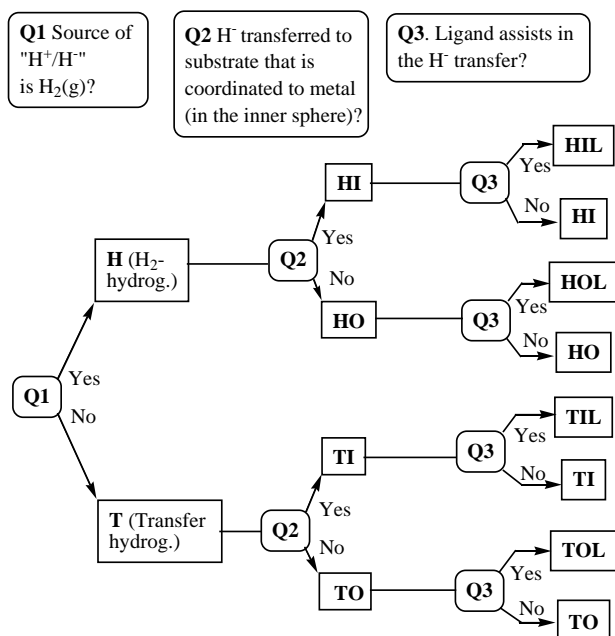 Q1 Source of
"H⁺/H⁻"
is H₂(g)?
Q2 H⁻ transferred to
substrate that is
coordinated to metal
(in the inner sphere)?
Q3. Ligand assists in
the H⁻ transfer?
HIL
Yes
HI
Q3
No
HI
Yes
H (H₂-
hydrog.)
Q2
No
HOL
Yes
HO
Q3
No
HO
Yes
Q1
No
TIL
Yes
TI
Q3
No
TI
Yes
T (Transfer
hydrog.)
Q2
No
TOL
Yes
TO
Q3
No
TO